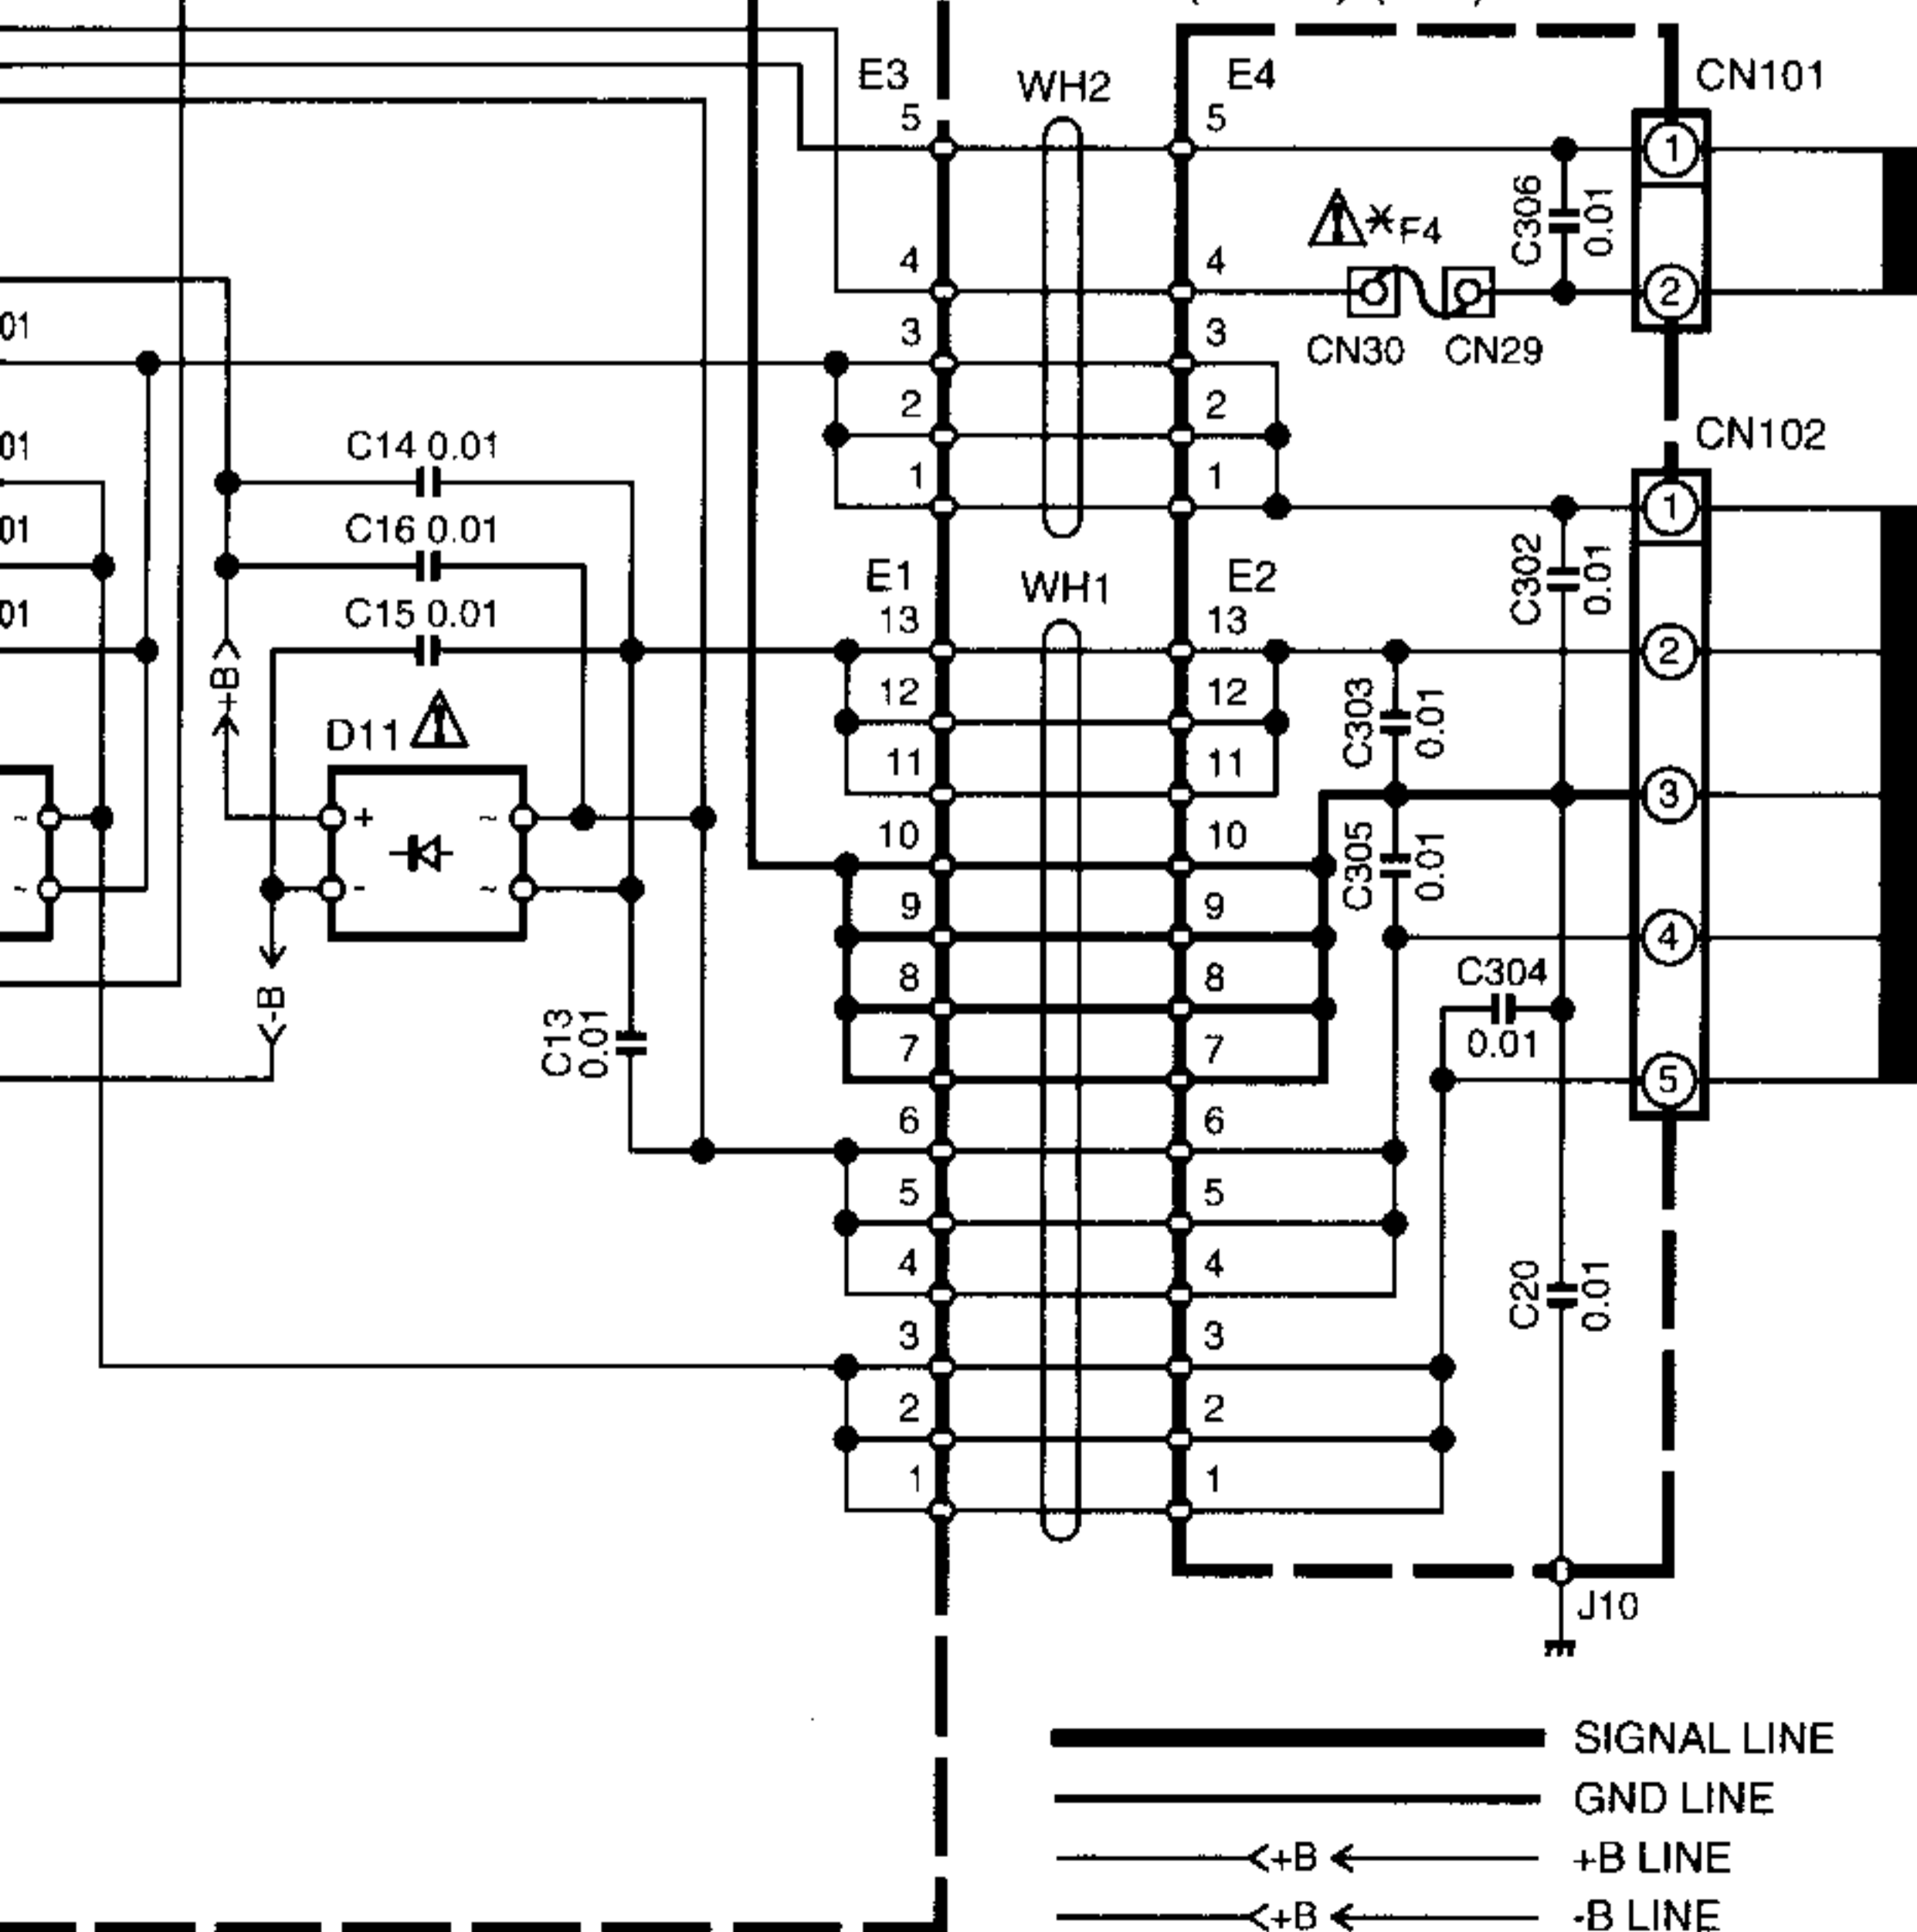 E3
WH2
E4
CN101
5
5
1
C306
0.01
F4
4
4
2
CN30
CN29
3
3
01
2
2
CN102
01
C14 0.01
1
1
1
01
C16 0.01
E1
WH1
E2
C302
0.01
01
C15 0.01
13
13
2
+B
12
12
C303
0.01
D11
11
11
3
~
+
~
10
10
C305
0.01
~
-
~
9
9
4
8
8
C304
0.01
-B
C13
0.01
7
7
5
6
6
5
5
4
4
C20
0.01
3
3
2
2
1
1
J10
SIGNAL LINE
GND LINE
+B
+B LINE
+B
-B LINE